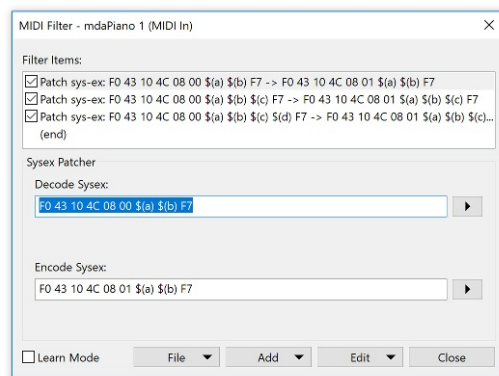 MIDI Filter - mdaPiano 1 (MIDI In)
Filter Items:
Patch sys-ex: F0 43 10 4C 08 00 $(a) $(b) F7 -> F0 43 10 4C 08 01 $(a) $(b) F7
Patch sys-ex: F0 43 10 4C 08 00 $(a) $(b) $(c) F7 -> F0 43 10 4C 08 01 $(a) $(b) $(c) F7
Patch sys-ex: F0 43 10 4C 08 00 $(a) $(b) $(c) $(d) F7 -> F0 43 10 4C 08 01 $(a) $(b) $(c)...
(end)
Sysex Patcher
Decode Sysex:
F0 43 10 4C 08 00 $(a) $(b) F7
Encode Sysex:
F0 43 10 4C 08 01 $(a) $(b) F7
Learn Mode File Add Edit Close